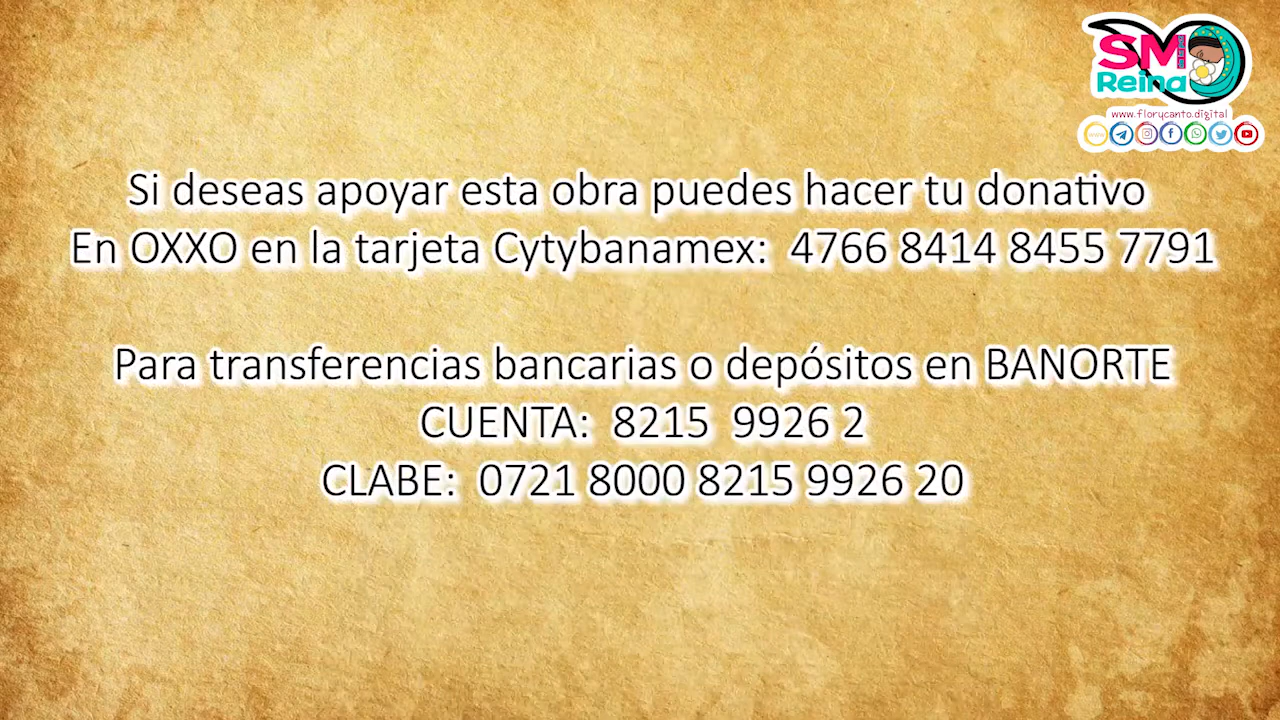 SM
Reina
www.florycanto.digital
Si deseas apoyar esta obra puedes hacer tu donativo
En OXXO en la tarjeta Cytybanamex: 4766 8414 8455 7791
Para transferencias bancarias o depósitos en BANORTE
CUENTA: 8215 9926 2
CLABE: 0721 8000 8215 9926 20